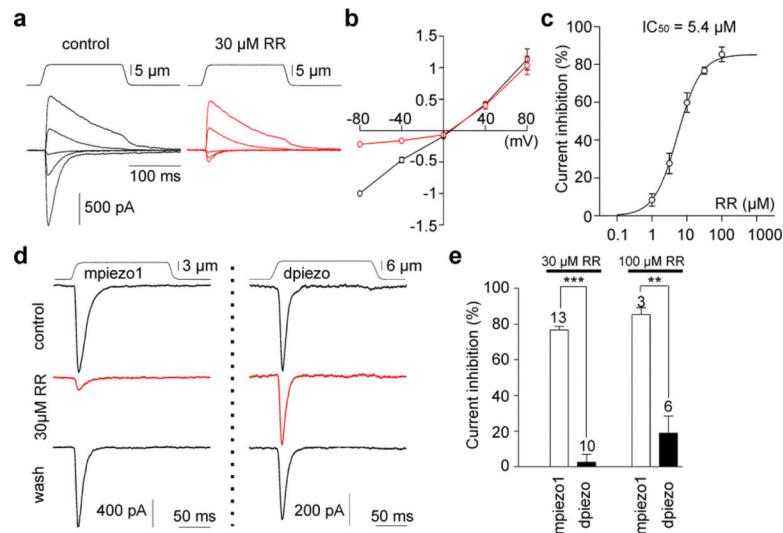 a
control
30 µM RR
5 µm
5 µm
100 ms
500 pA
b
1.5
1
0.5
-80
-40
0
40
80
(mV)
-0.5
-1
-1.5
c
IC50 = 5.4 µM
Current inhibition (%)
100
80
60
40
20
0
RR (µM)
0.1
1
10
100
1000
d
mpiezo1
3 µm
dpiezo
6 µm
control
30µM RR
wash
400 pA
50 ms
200 pA
50 ms
e
30 µM RR
100 µM RR
***
**
Current inhibition (%)
100
80
60
40
20
0
13
10
3
6
mpiezo1
dpiezo
mpiezo1
dpiezo